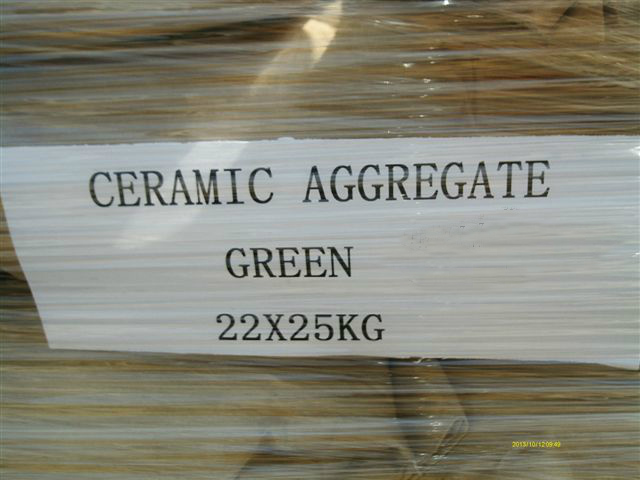 CERAMIC AGGREGATE
GREEN
22X25KG
2013/10/12 09:49